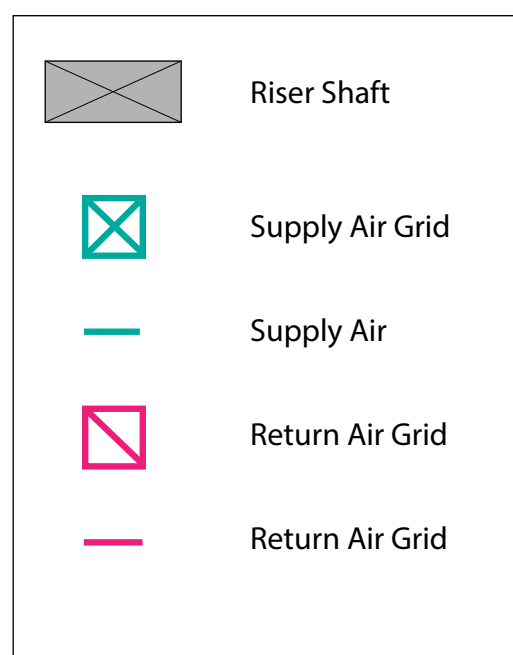 Riser Shaft
Supply Air Grid
Supply Air
Return Air Grid
Return Air Grid